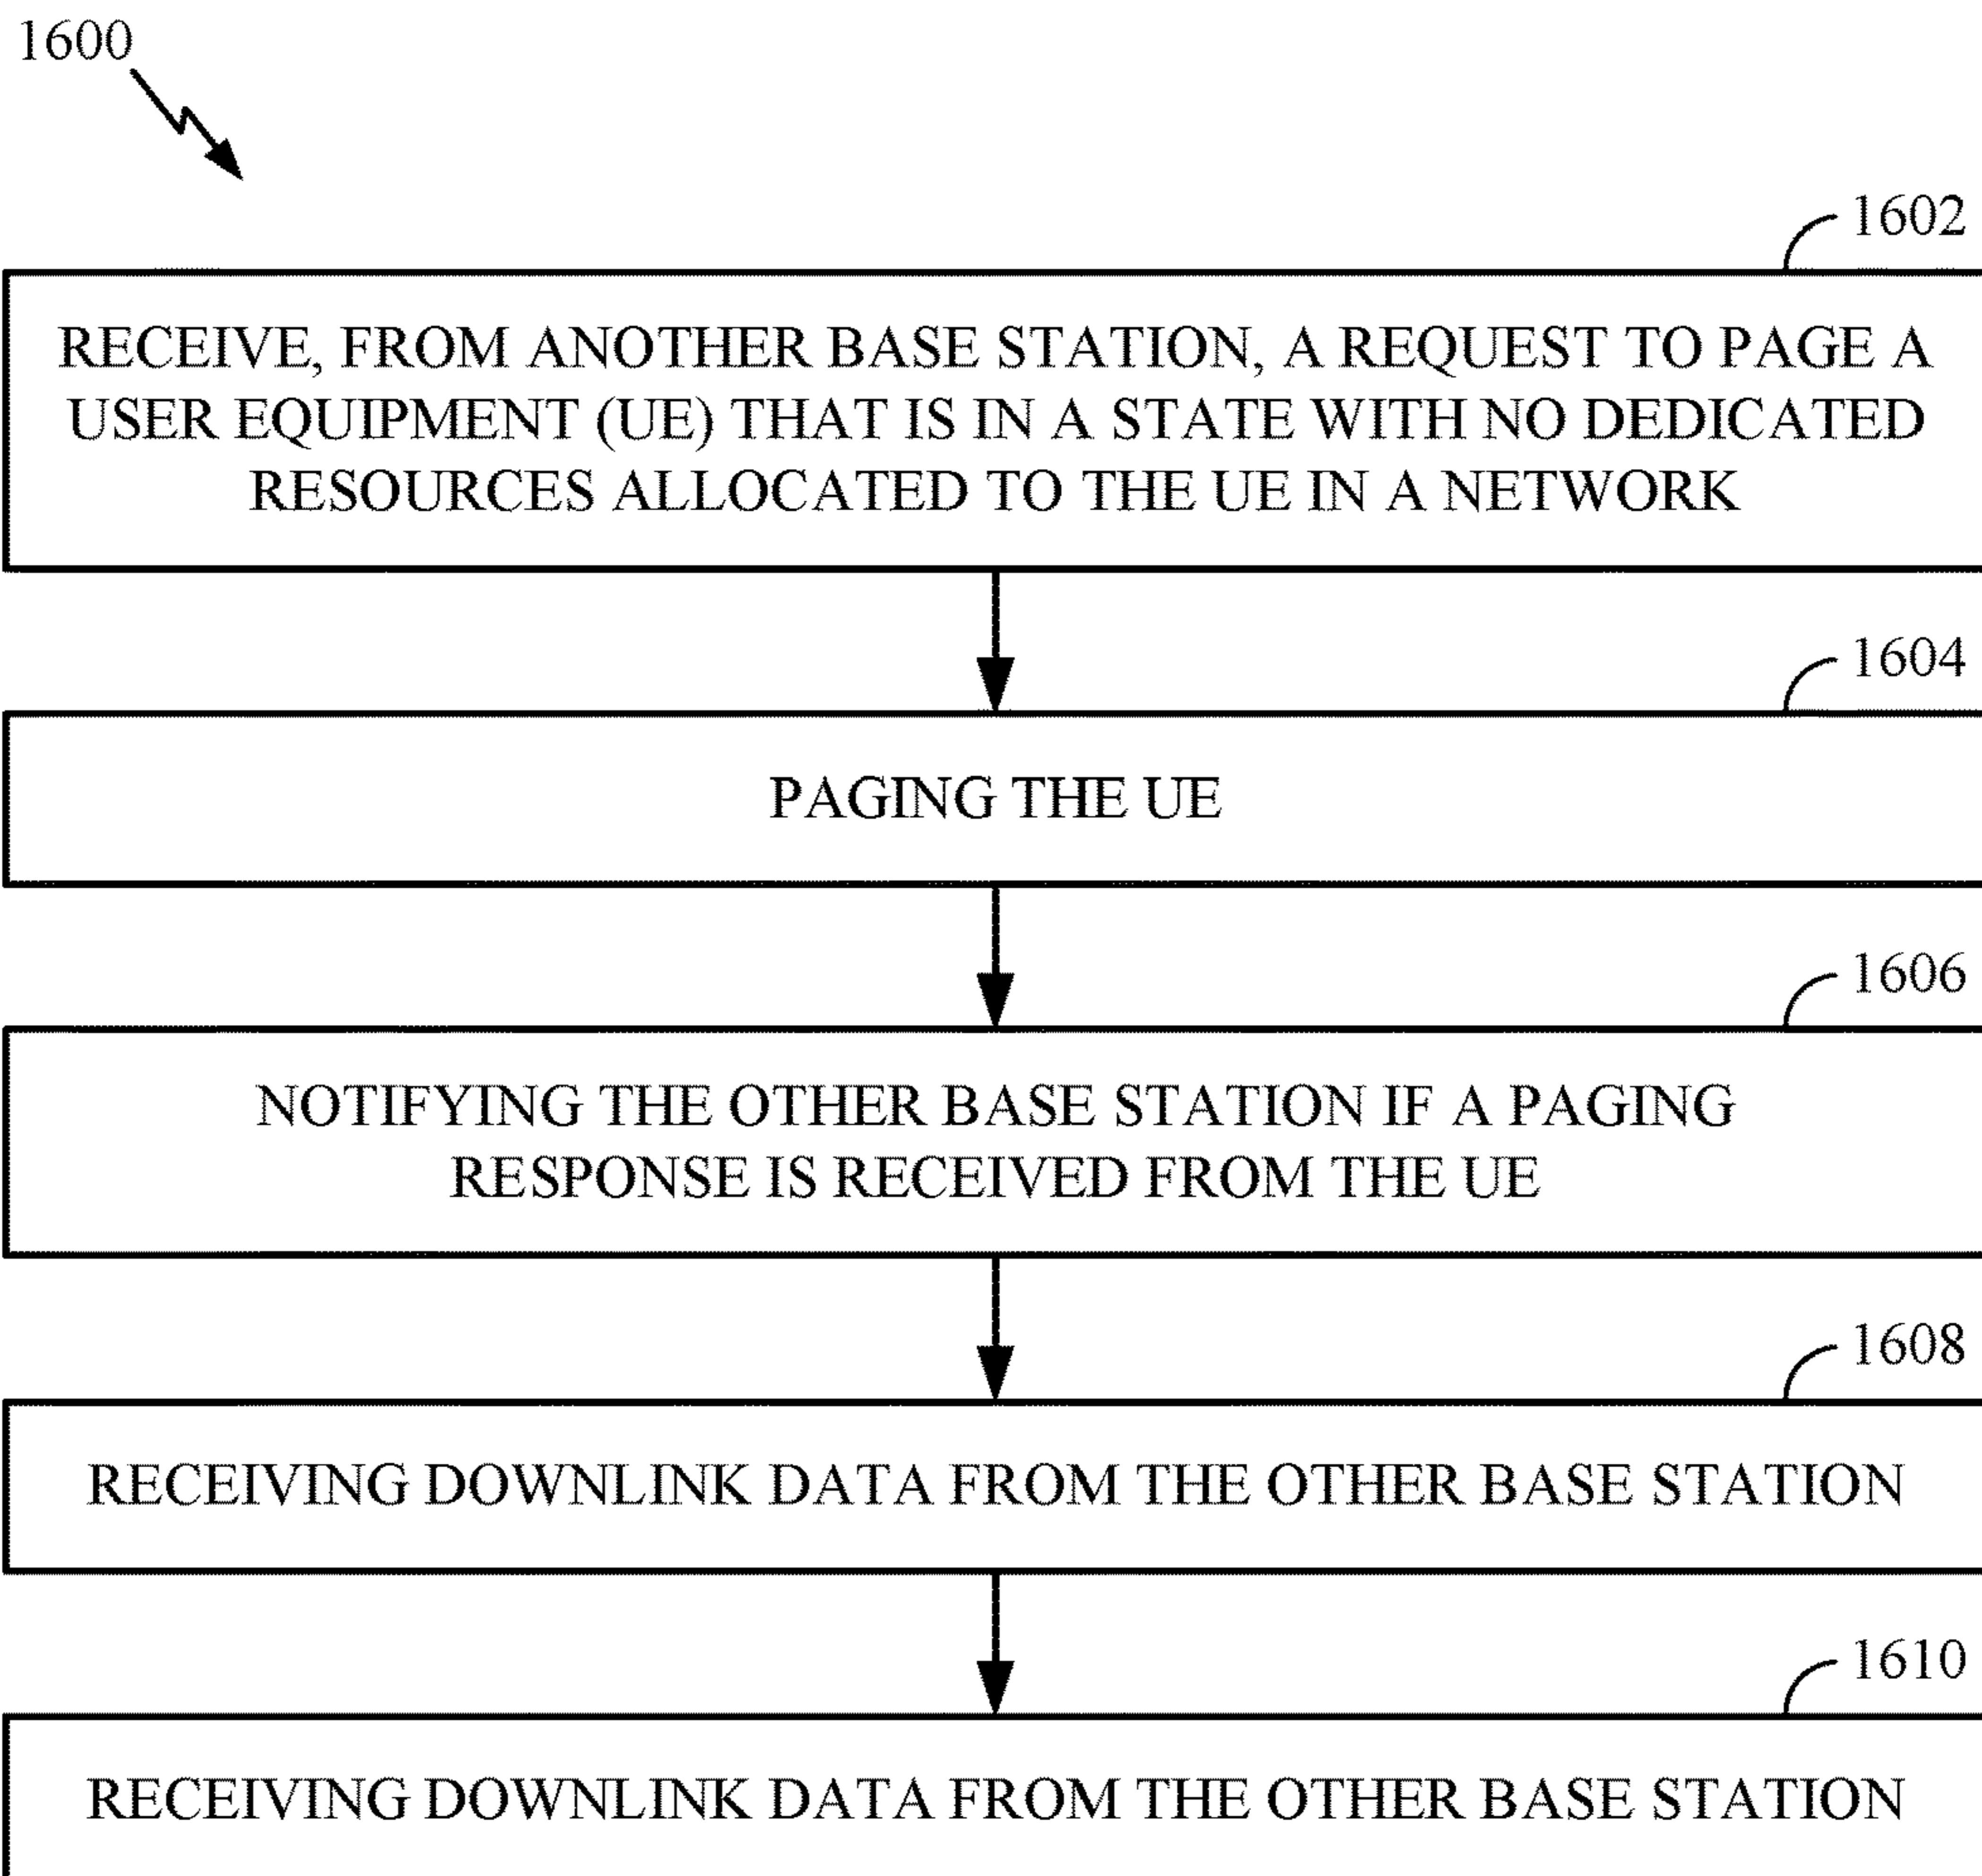 1600
1602
RECEIVE, FROM ANOTHER BASE STATION, A REQUEST TO PAGE A
USER EQUIPMENT (UE) THAT IS IN A STATE WITH NO DEDICATED
RESOURCES ALLOCATED TO THE UE IN A NETWORK
1604
PAGING THE UE
1606
NOTIFYING THE OTHER BASE STATION IF A PAGING
RESPONSE IS RECEIVED FROM THE UE
1608
RECEIVING DOWNLINK DATA FROM THE OTHER BASE STATION
1610
RECEIVING DOWNLINK DATA FROM THE OTHER BASE STATION